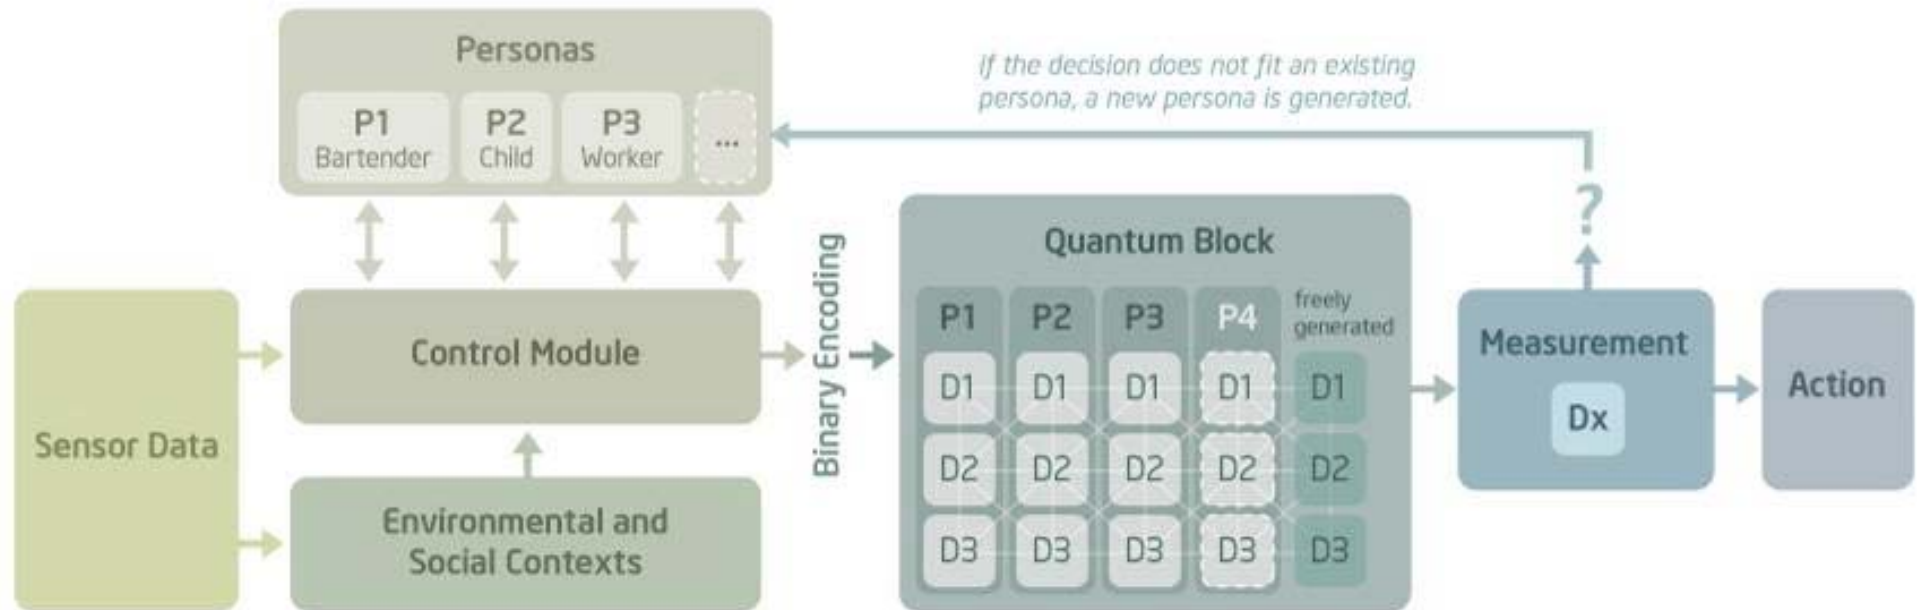 Personas
P1
Bartender
P2
Child
P3
Worker
...
If the decision does not fit an existing
persona, a new persona is generated.
?
Sensor Data
Control Module
Environmental and
Social Contexts
Binary Encoding
Quantum Block
P1 P2 P3 P4
freely
generated
D1 D1 D1 D1 D1
D2 D2 D2 D2 D2
D3 D3 D3 D3 D3
Measurement
Dx
Action